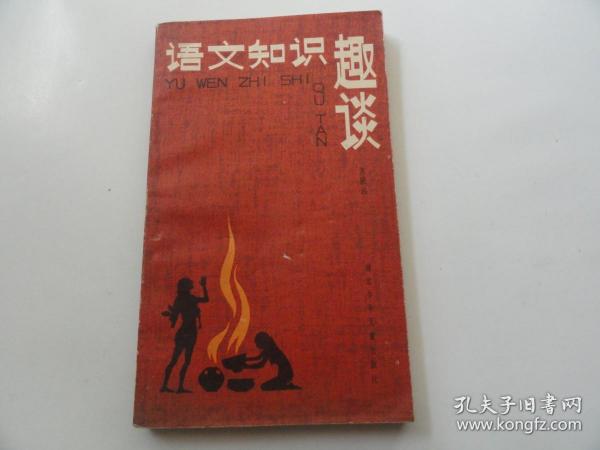 语文知识
趣谈
YU WEN ZHI SHI
QU TAN
孔夫子旧书网
www.kongfz.com